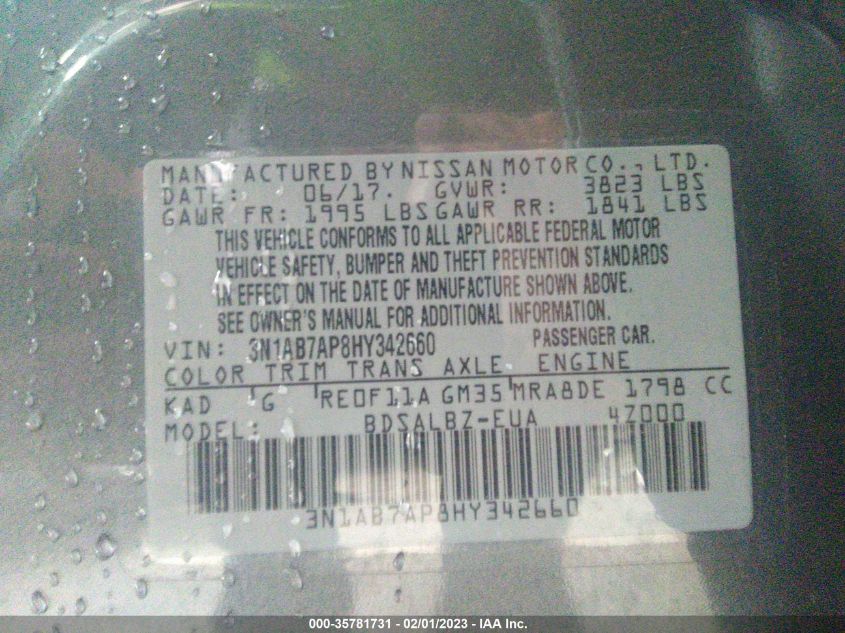 MANUFACTURED BY NISSAN MOTOR CO., LTD.
DATE: 06/17. GVWR: 3823 LBS
GAWR FR: 1995 LBS GAWR RR: 1841 LBS
THIS VEHICLE CONFORMS TO ALL APPLICABLE FEDERAL MOTOR
VEHICLE SAFETY, BUMPER AND THEFT PREVENTION STANDARDS
IN EFFECT ON THE DATE OF MANUFACTURE SHOWN ABOVE.
SEE OWNER'S MANUAL FOR ADDITIONAL INFORMATION.
VIN: 3N1AB7AP8HY342660 PASSENGER CAR.
COLOR TRIM TRANS AXLE ENGINE
KAD G RE0F11A GM35 MRA8DE 1798 CC
MODEL: BDSALBZ-EUA 4Z000
3N1AB7AP8HY342660
000-35781731 - 02/01/2023 - IAA Inc.